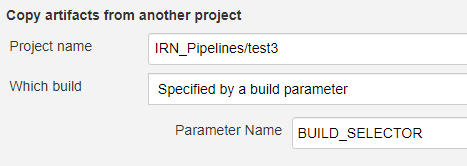 Copy artifacts from another project
Project name IRN_Pipelines/test3
Which build Specified by a build parameter
Parameter Name BUILD_SELECTOR